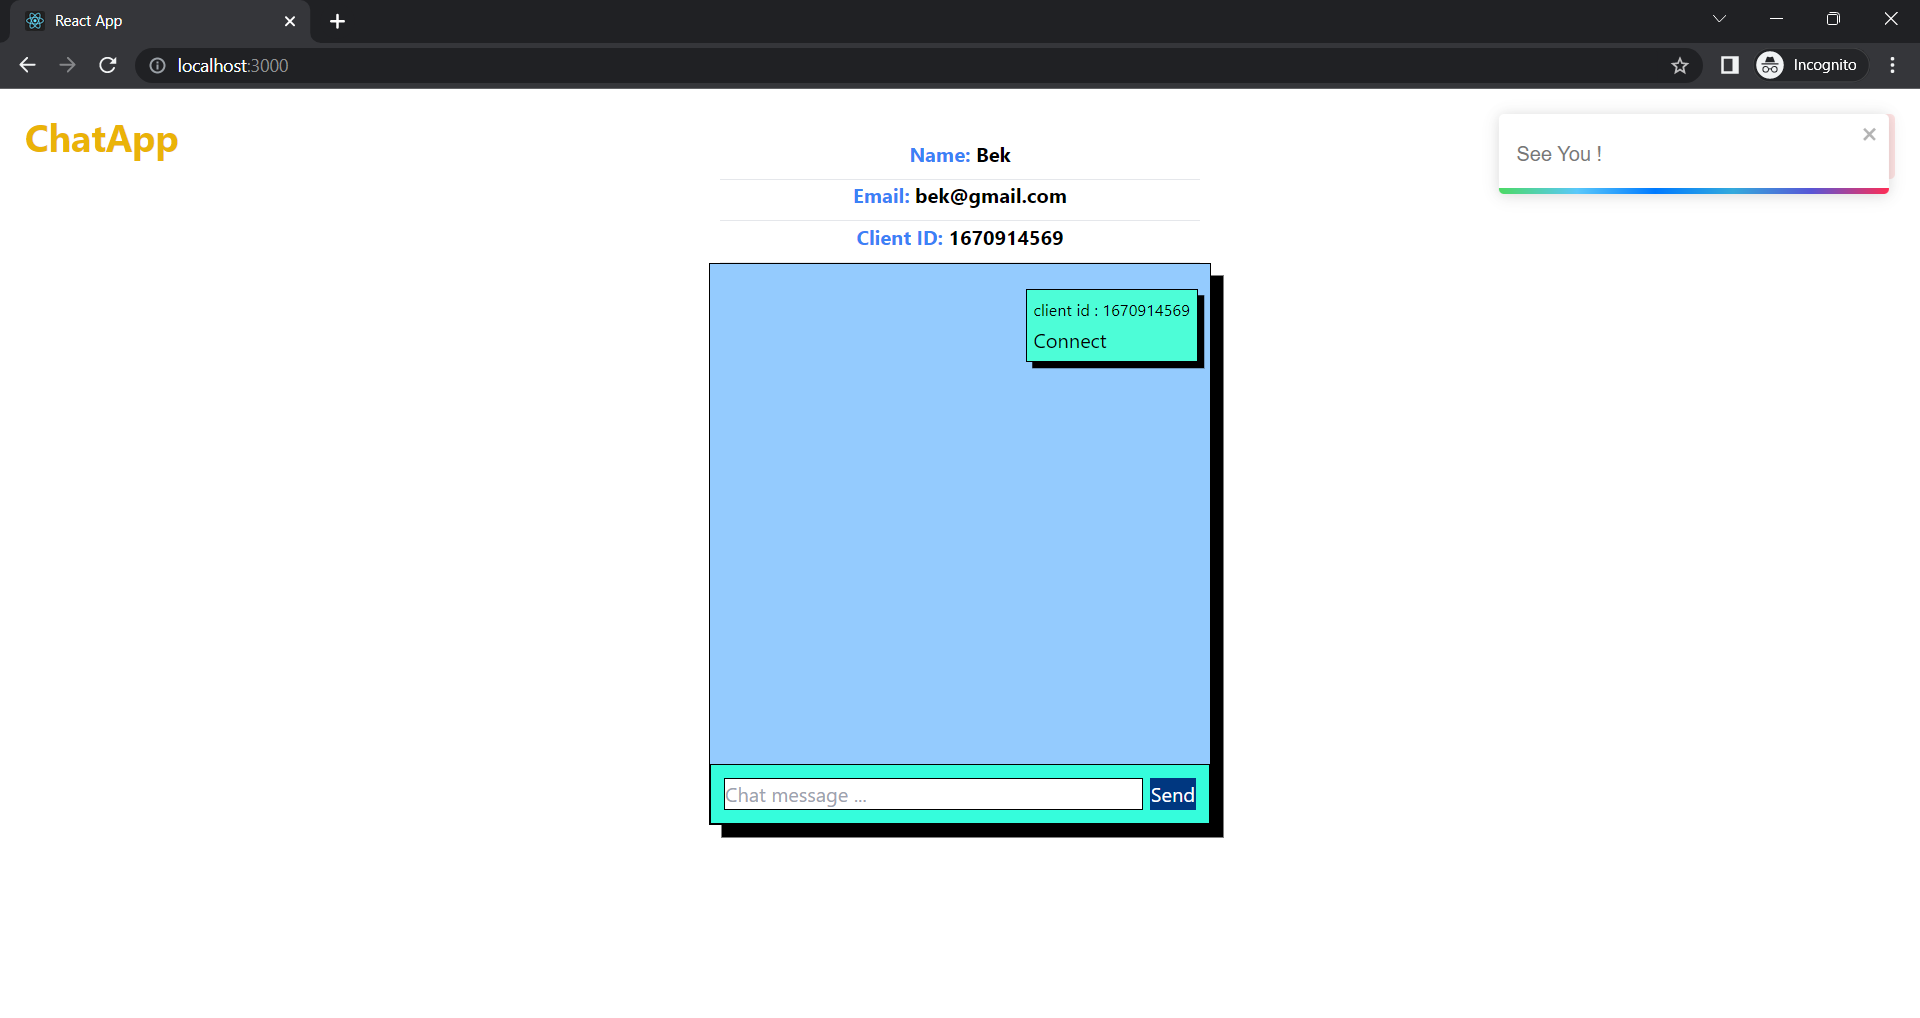 React App
localhost:3000
Incognito
ChatApp
See You !
Name: Bek
Email: bek@gmail.com
Client ID: 1670914569
client id : 1670914569
Connect
Chat message ...
Send